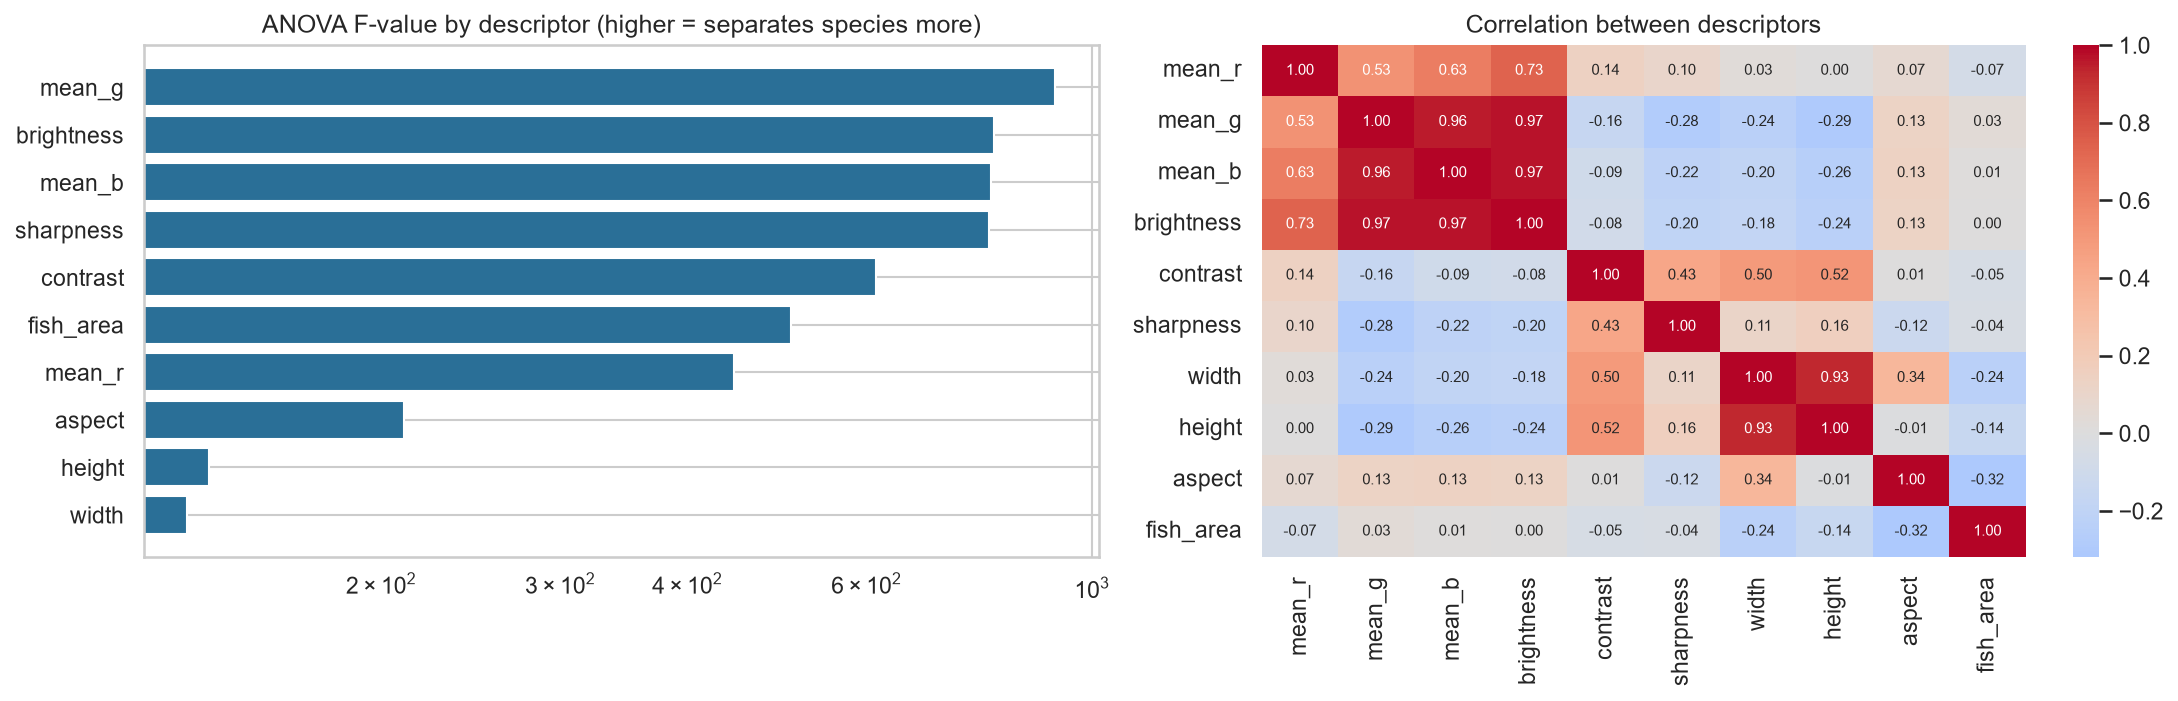 ANOVA F-value by descriptor (higher = separates species more)
mean_g
brightness
mean_b
sharpness
contrast
fish_area
mean_r
aspect
height
width
2 × 10²
3 × 10²
4 × 10²
6 × 10²
10³
Correlation between descriptors
mean_r 1.00 0.53 0.63 0.73 0.14 0.10 0.03 0.00 0.07 -0.07
mean_g 0.53 1.00 0.96 0.97 -0.16 -0.28 -0.24 -0.29 0.13 0.03
mean_b 0.63 0.96 1.00 0.97 -0.09 -0.22 -0.20 -0.26 0.13 0.01
brightness 0.73 0.97 0.97 1.00 -0.08 -0.20 -0.18 -0.24 0.13 0.00
contrast 0.14 -0.16 -0.09 -0.08 1.00 0.43 0.50 0.52 0.01 -0.05
sharpness 0.10 -0.28 -0.22 -0.20 0.43 1.00 0.11 0.16 -0.12 -0.04
width 0.03 -0.24 -0.20 -0.18 0.50 0.11 1.00 0.93 0.34 -0.24
height 0.00 -0.29 -0.26 -0.24 0.52 0.16 0.93 1.00 -0.01 -0.14
aspect 0.07 0.13 0.13 0.13 0.01 -0.12 0.34 -0.01 1.00 -0.32
fish_area -0.07 0.03 0.01 0.00 -0.05 -0.04 -0.24 -0.14 -0.32 1.00
mean_r
mean_g
mean_b
brightness
contrast
sharpness
width
height
aspect
fish_area
1.0
0.8
0.6
0.4
0.2
0.0
−0.2